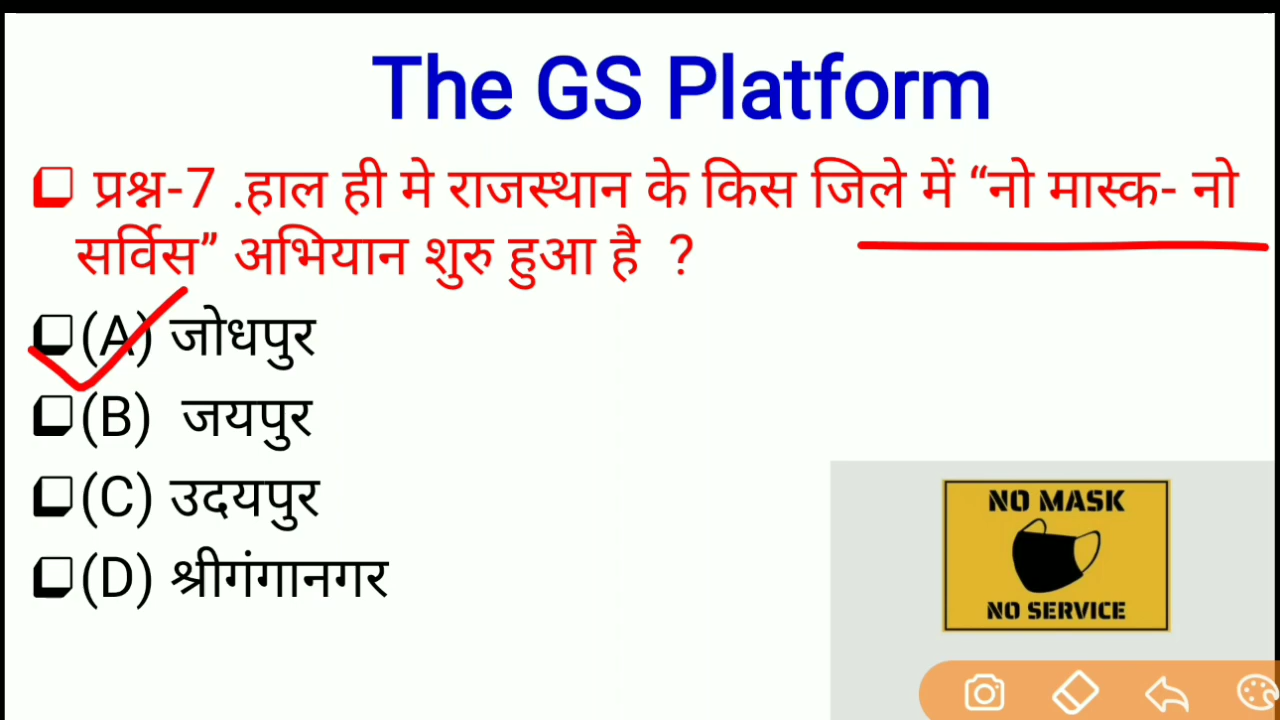 The GS Platform
❑ प्रश्न-7 .हाल ही मे राजस्थान के किस जिले में “नो मास्क- नो
सर्विस” अभियान शुरु हुआ है ?
❑(A) जोधपुर
❑(B) जयपुर
❑(C) उदयपुर
❑(D) श्रीगंगानगर
NO MASK
NO SERVICE